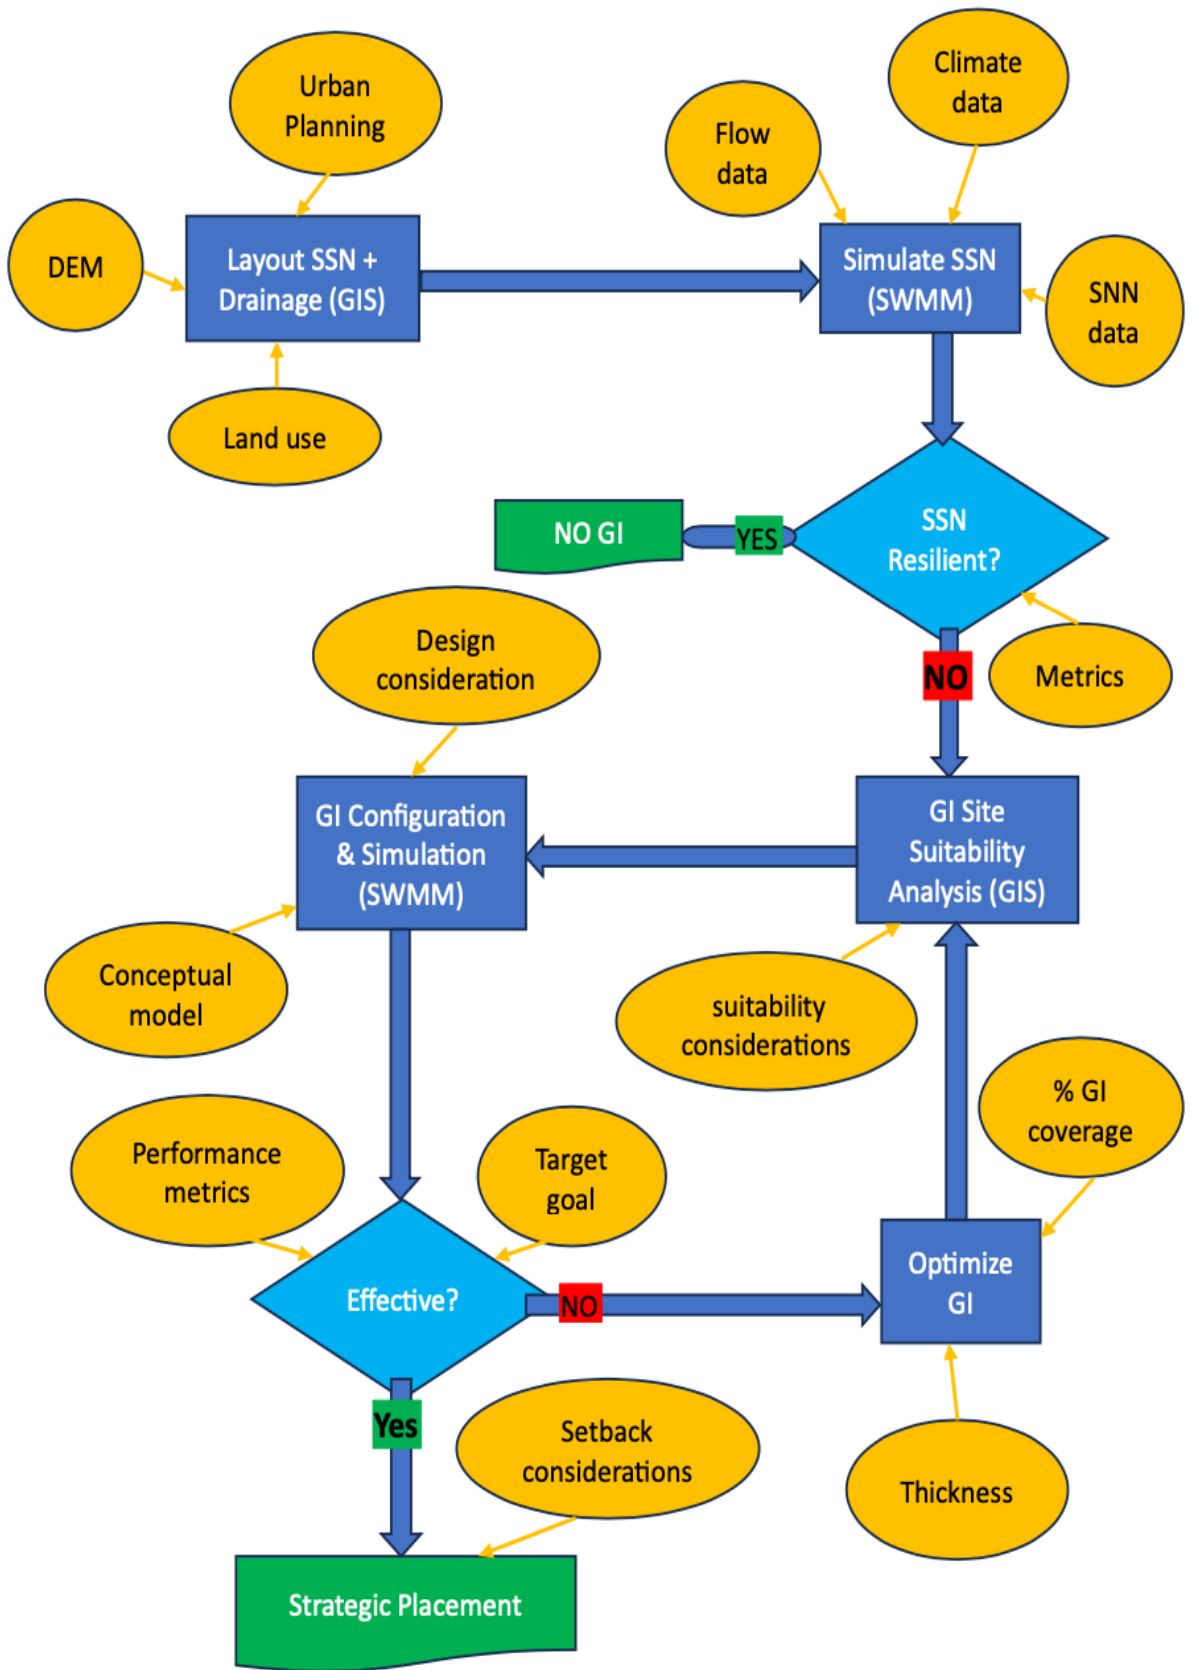 Urban
Planning
Climate
data
Flow
data
DEM
Layout SSN +
Drainage (GIS)
Simulate SSN
(SWMM)
SNN
data
Land use
NO GI
YES
SSN
Resilient?
Design
consideration
NO
Metrics
GI Configuration
& Simulation
(SWMM)
GI Site
Suitability
Analysis (GIS)
Conceptual
model
suitability
considerations
% GI
coverage
Performance
metrics
Target
goal
Effective?
NO
Optimize
GI
Yes
Setback
considerations
Thickness
Strategic Placement